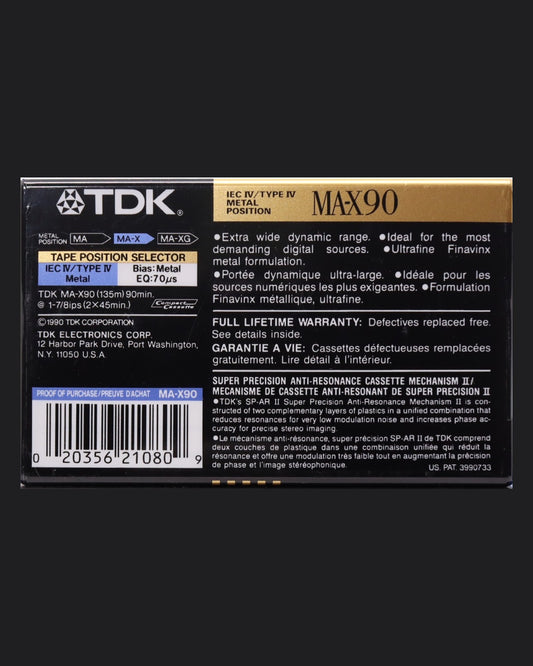 TDK®
METAL POSITION MA MA-X MA-XG
TAPE POSITION SELECTOR
IEC IV/TYPE IV Metal
Bias: Metal EQ: 70µs
TDK MA-X90 (135m) 90min.
@ 1-7/8ips (2×45min.)
Compact Cassette
©1990 TDK CORPORATION
TDK ELECTRONICS CORP.
12 Harbor Park Drive, Port Washington,
N.Y. 11050 U.S.A.
PROOF OF PURCHASE/PREUVE D'ACHAT MA-X90
0 20356 21080 9
IEC IV/TYPE IV
METAL
POSITION
MA-X90
●Extra wide dynamic range. ●Ideal for the most
demanding digital sources. ●Ultrafine Finavinx
metal formulation.
●Portée dynamique ultra-large. ●Idéale pour les
sources numériques les plus exigeantes. ●Formulation
Finavinx métallique, ultrafine.
FULL LIFETIME WARRANTY: Defectives replaced free.
See details inside.
GARANTIE A VIE: Cassettes défectueuses remplacées
gratuitement. Lire détail à l'intérieur.
SUPER PRECISION ANTI-RESONANCE CASSETTE MECHANISM II/
MECANISME DE CASSETTE ANTI-RESONANT DE SUPER PRECISION II
●TDK's SP-AR II Super Precision Anti-Resonance Mechanism II is con-
structed of two complementary layers of plastics in a unified combination that
reduces resonances for very low modulation noise and increases phase ac-
curacy for precise stereo imaging.
●Le mécanisme anti-résonance, super précision SP-AR II de TDK comprend
deux couches de plastique dans une combinaison unifiée qui réduit la résonance
et offre une modulation très faible tout en augmentant la précision
de phase et l'image stéréophonique.
US. PAT. 3990733